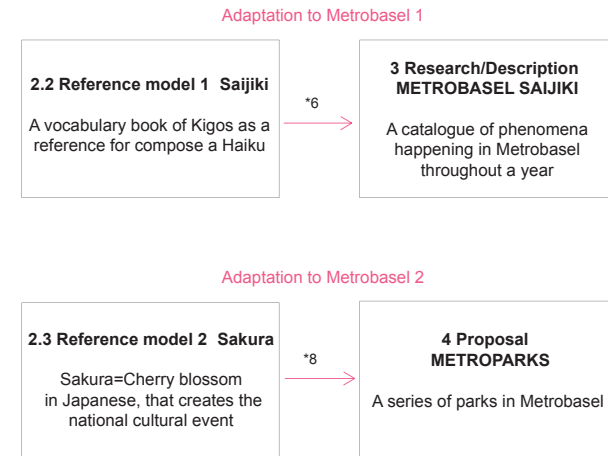 Adaptation to Metrobasel 1
2.2 Reference model 1 Saijiki
A vocabulary book of Kigos as a
reference for compose a Haiku
*6
3 Research/Description
METROBASEL SAIJIKI
A catalogue of phenomena
happening in Metrobasel
throughout a year
Adaptation to Metrobasel 2
2.3 Reference model 2 Sakura
Sakura=Cherry blossom
in Japanese, that creates the
national cultural event
*8
4 Proposal
METROPARKS
A series of parks in Metrobasel